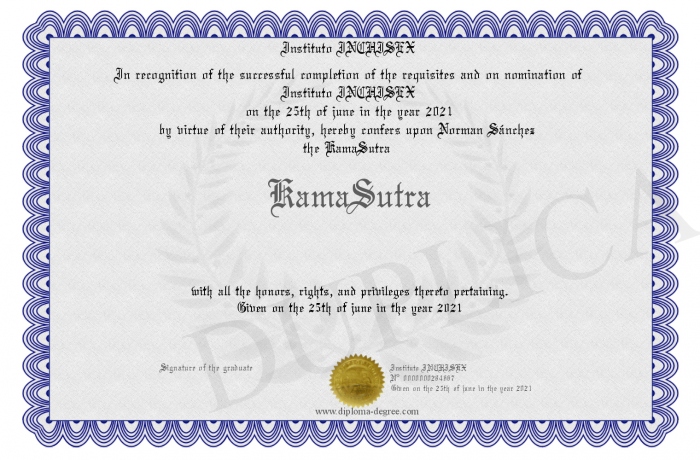 Instituto INCHISEX
In recognition of the successful completion of the requisites and on nomination of
Instituto INCHISEX
on the 25th of june in the year 2021
by virtue of their authority, hereby confers upon Norman Sánchez
the KamaSutra
KamaSutra
with all the honors, rights, and privileges thereto pertaining.
Given on the 25th of june in the year 2021
DUPLICA
Signature of the graduate
Instituto INCHISEX
Nº
Given on the 25th of june in the year 2021
www.diploma-degree.com